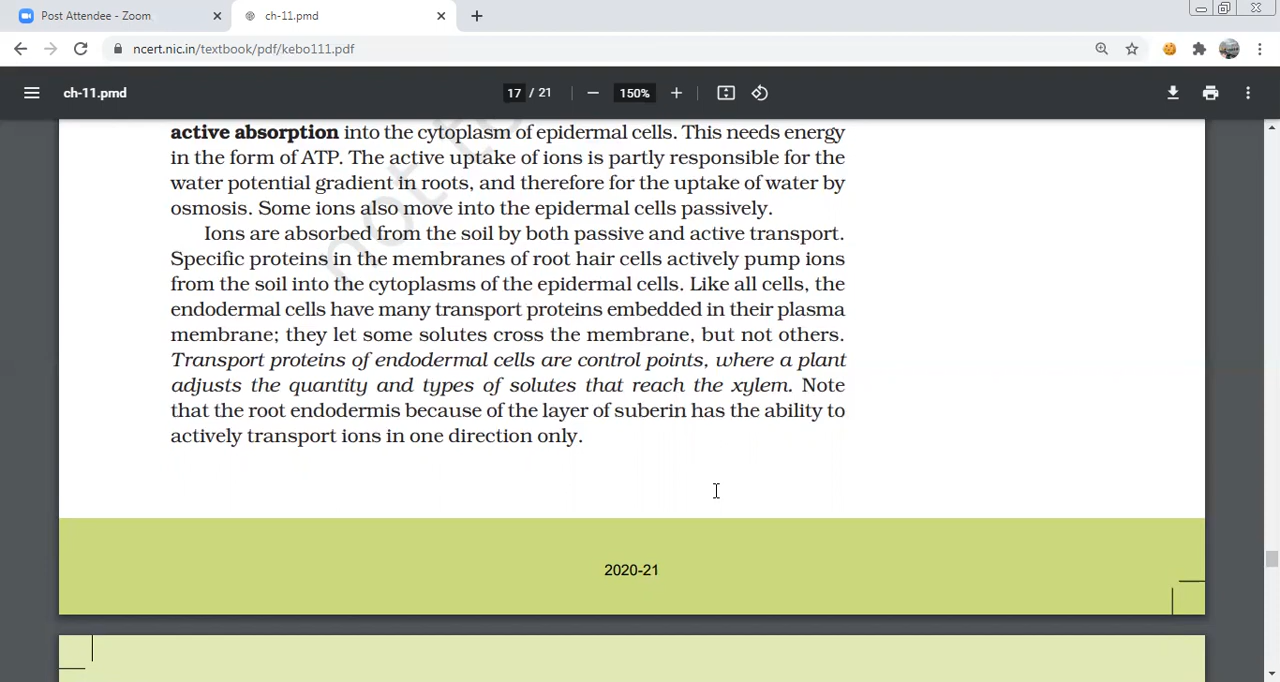 Post Attendee - Zoom
ch-11.pmd
ncert.nic.in/textbook/pdf/kebo111.pdf
ch-11.pmd
17 / 21
150%
active absorption into the cytoplasm of epidermal cells. This needs energy
in the form of ATP. The active uptake of ions is partly responsible for the
water potential gradient in roots, and therefore for the uptake of water by
osmosis. Some ions also move into the epidermal cells passively.
Ions are absorbed from the soil by both passive and active transport.
Specific proteins in the membranes of root hair cells actively pump ions
from the soil into the cytoplasms of the epidermal cells. Like all cells, the
endodermal cells have many transport proteins embedded in their plasma
membrane; they let some solutes cross the membrane, but not others.
Transport proteins of endodermal cells are control points, where a plant
adjusts the quantity and types of solutes that reach the xylem. Note
that the root endodermis because of the layer of suberin has the ability to
actively transport ions in one direction only.
not to
2020-21